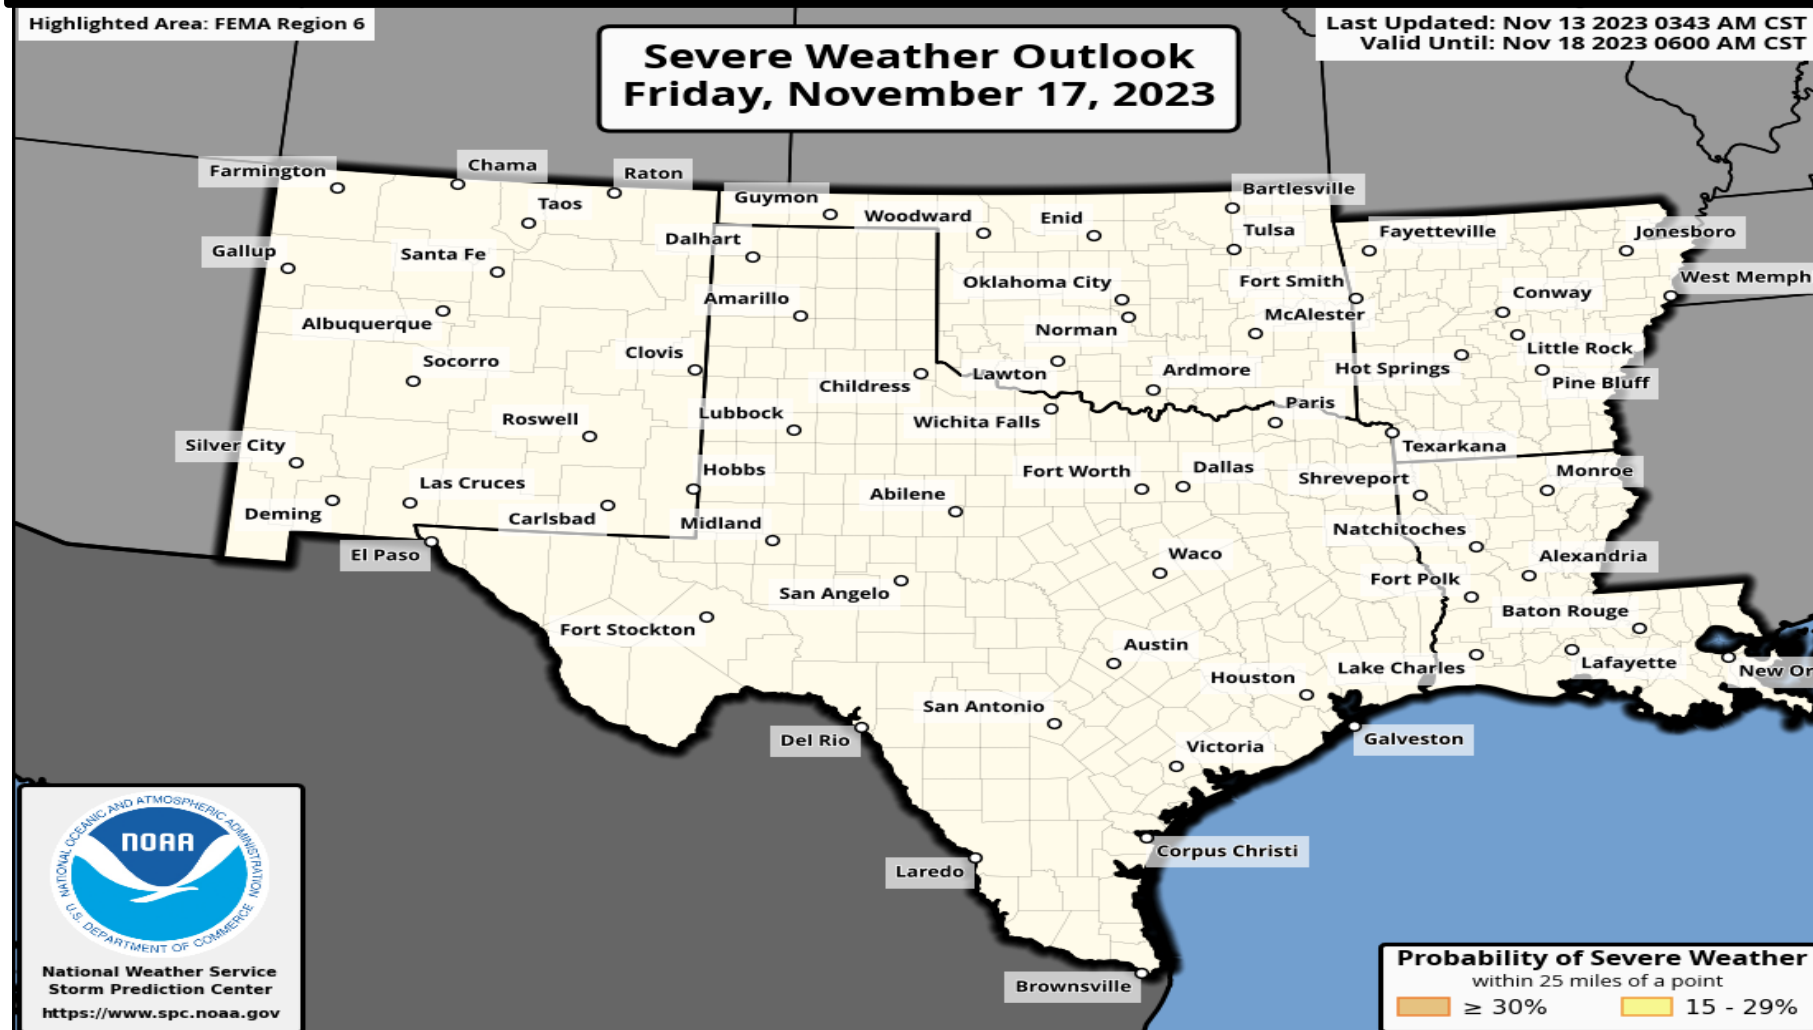 Highlighted Area: FEMA Region 6
Last Updated: Nov 13 2023 0343 AM CST
Valid Until: Nov 18 2023 0600 AM CST
Severe Weather Outlook
Friday, November 17, 2023
Farmington
Chama
Raton
Taos
Guymon
Woodward
Enid
Bartlesville
Tulsa
Fayetteville
Jonesboro
Gallup
Santa Fe
Dalhart
Oklahoma City
Fort Smith
Conway
West Memph
Albuquerque
Amarillo
Norman
McAlester
Little Rock
Socorro
Clovis
Childress
Lawton
Ardmore
Hot Springs
Pine Bluff
Roswell
Lubbock
Wichita Falls
Paris
Texarkana
Silver City
Las Cruces
Hobbs
Abilene
Fort Worth
Dallas
Shreveport
Monroe
Deming
Carlsbad
Midland
Natchitoches
El Paso
Waco
Alexandria
San Angelo
Fort Polk
Fort Stockton
Baton Rouge
Austin
Houston
Lake Charles
Lafayette
New Or
San Antonio
Del Rio
Victoria
Galveston
Corpus Christi
Laredo
Brownsville
NATIONAL OCEANIC AND ATMOSPHERIC ADMINISTRATION
NOAA
U.S. DEPARTMENT OF COMMERCE
National Weather Service
Storm Prediction Center
https://www.spc.noaa.gov
Probability of Severe Weather
within 25 miles of a point
≥ 30% 15 - 29%